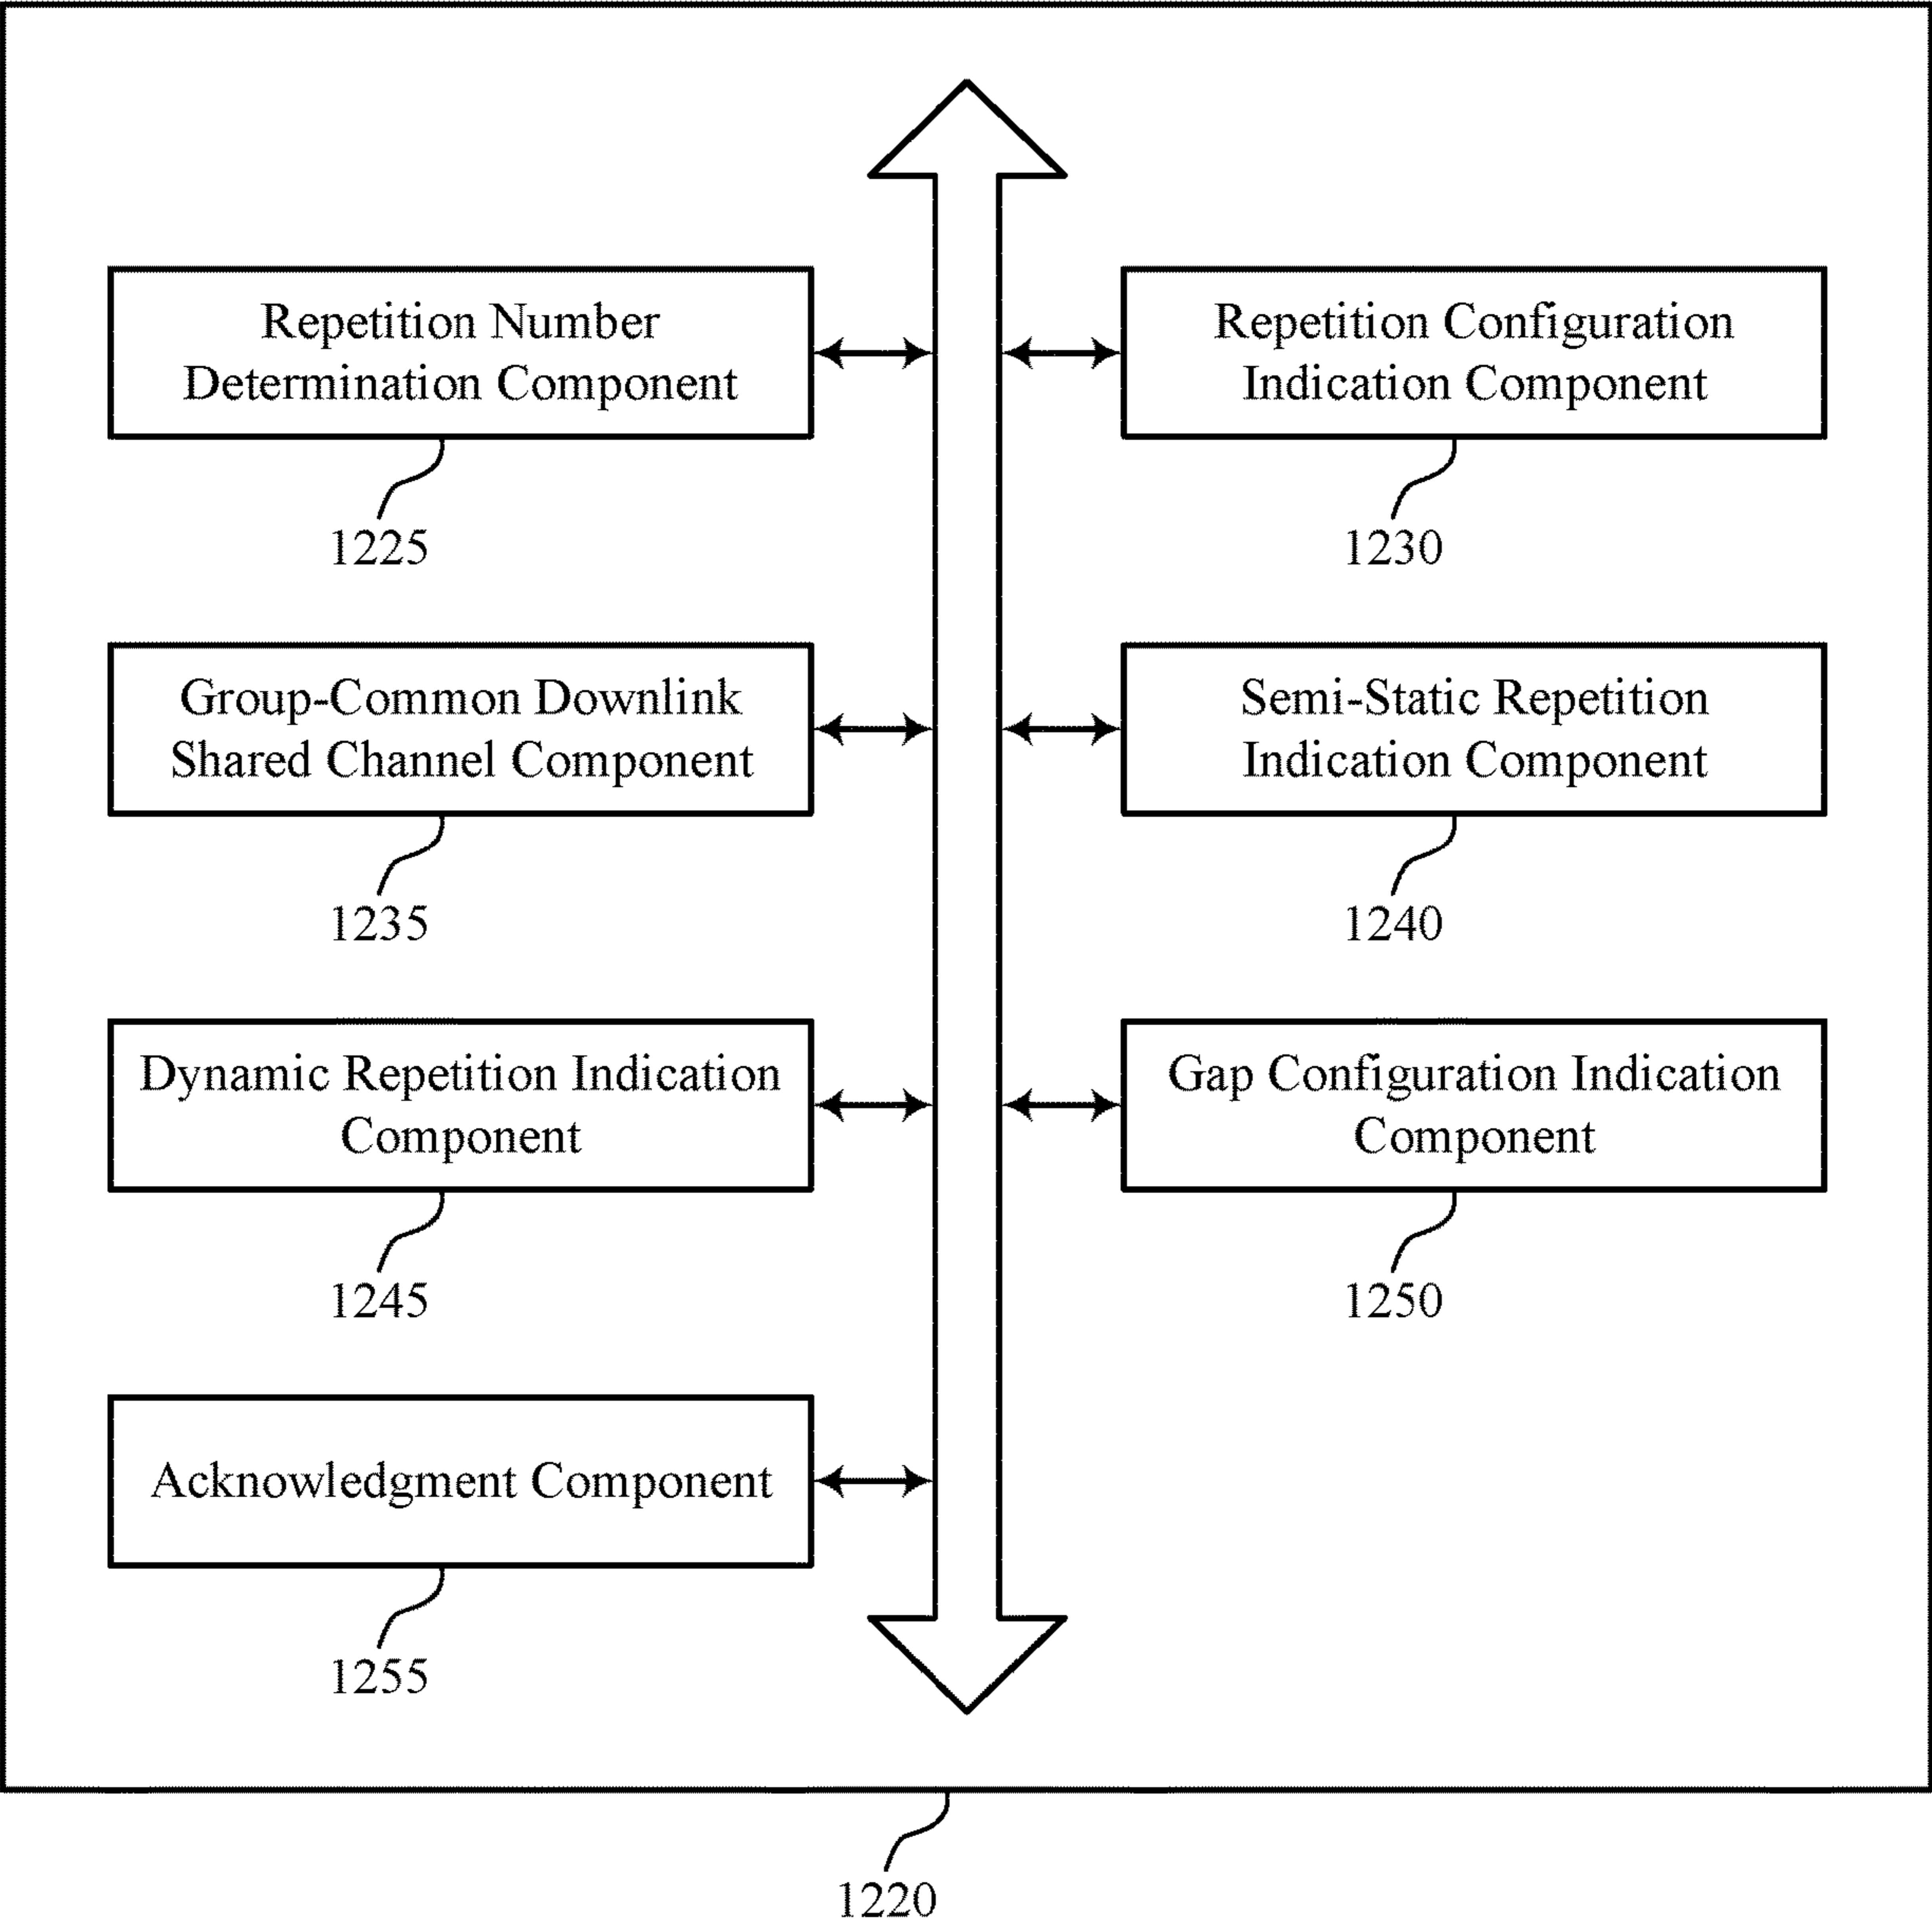 Repetition Number
Determination Component
1225
Repetition Configuration
Indication Component
1230
Group-Common Downlink
Shared Channel Component
1235
Semi-Static Repetition
Indication Component
1240
Dynamic Repetition Indication
Component
1245
Gap Configuration Indication
Component
1250
Acknowledgment Component
1255
1220